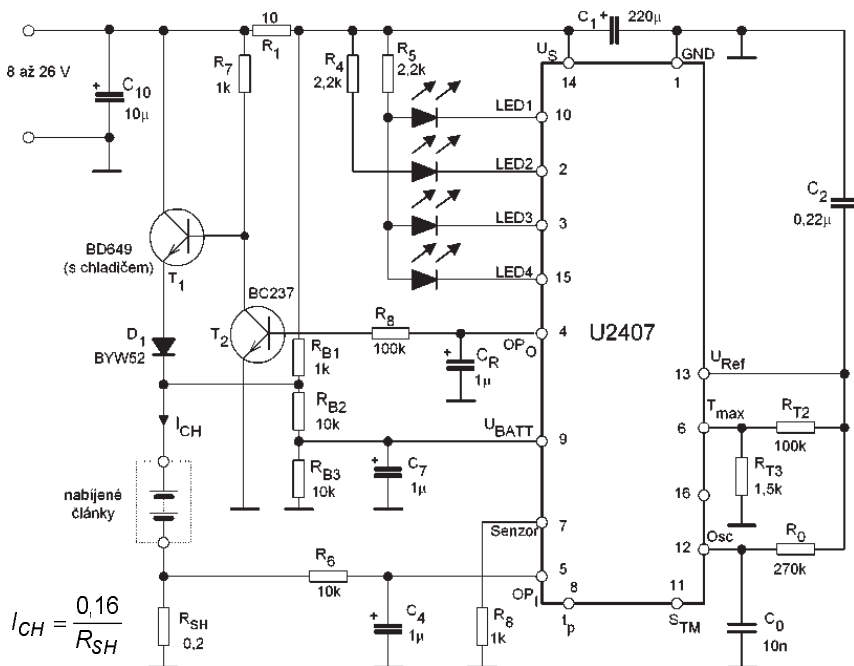 10
R1
C1
+
220µ
US
GND
14
1
8 až 26 V
+
C10
10µ
R7
1k
R4
2,2k
R5
2,2k
LED1
10
LED2
2
LED3
3
LED4
15
C2
0,22µ
BD649
(s chladičem)
T1
BC237
T2
R8
100k
OPO
4
U2407
D1
BYW52
RB1
1k
+
CR
1µ
URef
13
ICH
RB2
10k
UBATT
9
Tmax
6
RT2
100k
RB3
10k
+
C7
1µ
RT3
1,5k
16
nabíjené
články
Senzor
7
Osc
12
RO
270k
R6
10k
5
OPI
8
tp
11
STM
ICH = 0,16 / RSH
RSH
0,2
+
C4
1µ
R8
1k
CO
10n